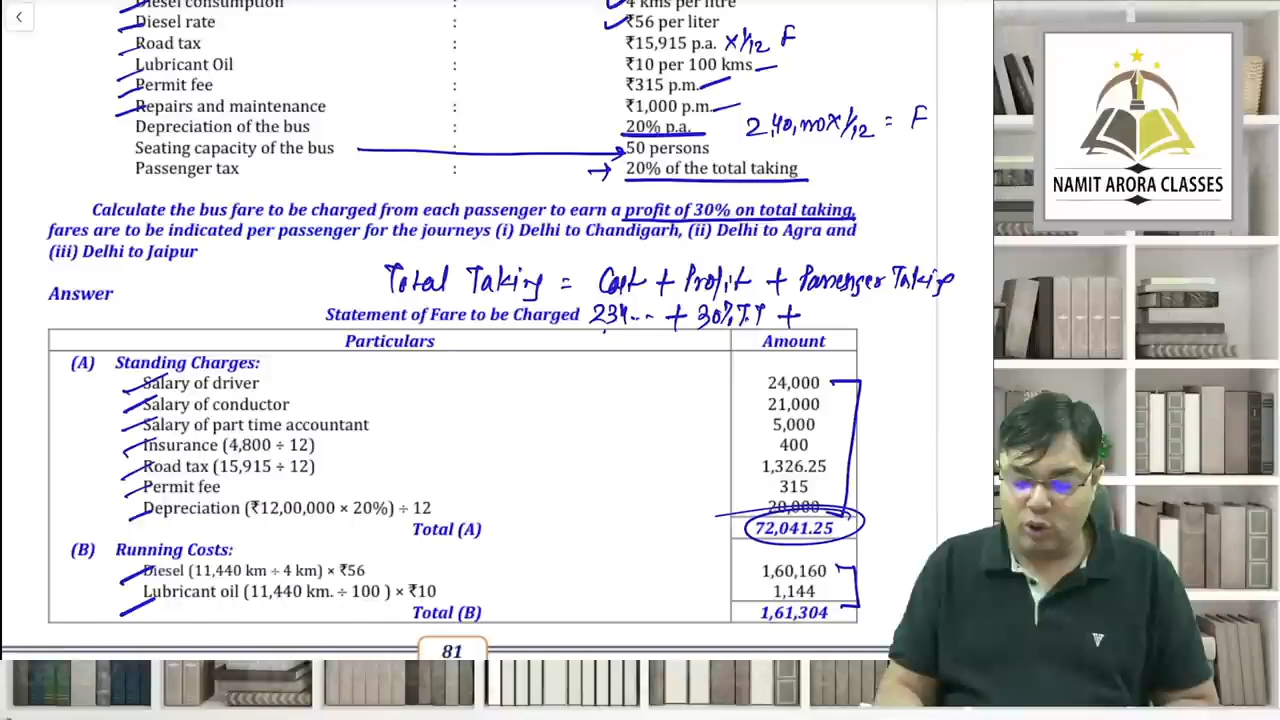 Diesel consumption : 4 kms per litre
Diesel rate : ₹56 per liter
Road tax : ₹15,915 p.a. x 1/12 F
Lubricant Oil : ₹10 per 100 kms
Permit fee : ₹315 p.m.
Repairs and maintenance : ₹1,000 p.m.
Depreciation of the bus : 20% p.a. 2,40,000 x 1/12 = F
Seating capacity of the bus : 50 persons
Passenger tax : 20% of the total taking
Calculate the bus fare to be charged from each passenger to earn a profit of 30% on total taking,
fares are to be indicated per passenger for the journeys (i) Delhi to Chandigarh, (ii) Delhi to Agra and
(iii) Delhi to Jaipur
Total Taking = Cost + Profit + Passenger Taking
Answer
Statement of Fare to be Charged 234... + 30% T.T +
Particulars Amount
(A) Standing Charges:
Salary of driver 24,000
Salary of conductor 21,000
Salary of part time accountant 5,000
Insurance (4,800 ÷ 12) 400
Road tax (15,915 ÷ 12) 1,326.25
Permit fee 315
Depreciation (₹12,00,000 × 20%) ÷ 12 20,000
Total (A) 72,041.25
(B) Running Costs:
Diesel (11,440 km ÷ 4 km) × ₹56 1,60,160
Lubricant oil (11,440 km. ÷ 100 ) × ₹10 1,144
Total (B) 1,61,304
81
NAMIT ARORA CLASSES